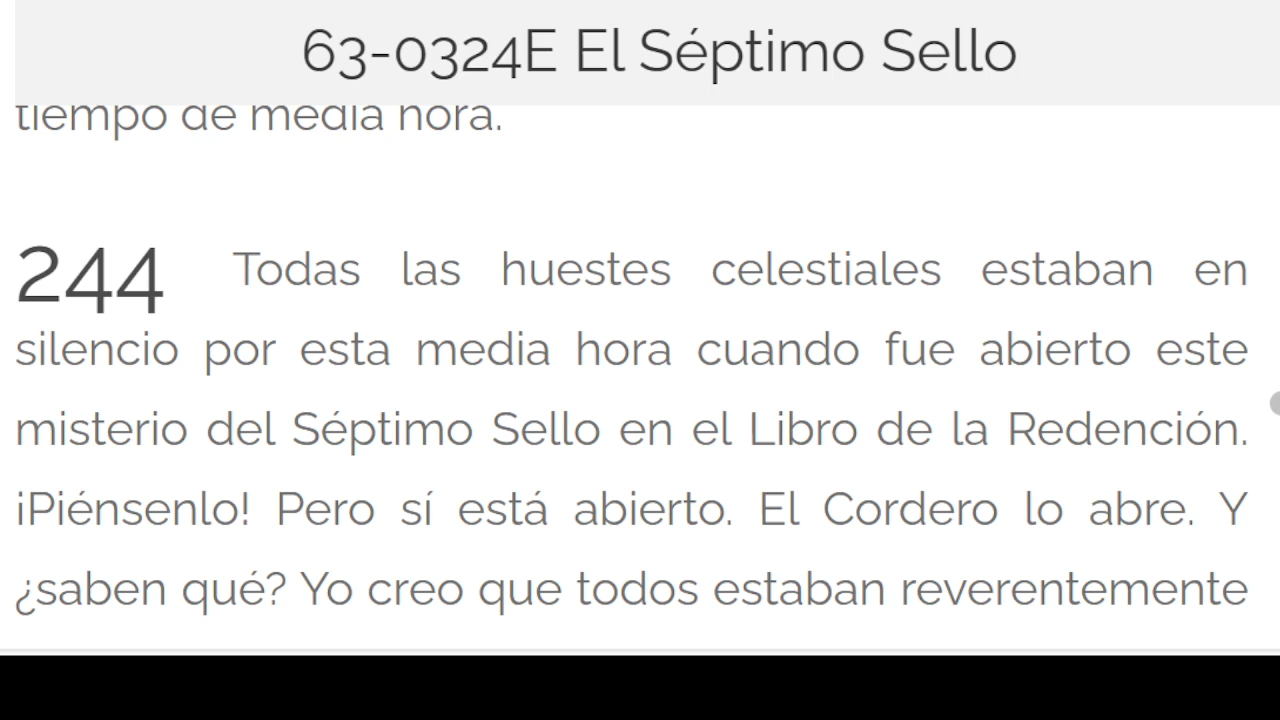 63-0324E El Séptimo Sello
tiempo de media hora.
244 Todas las huestes celestiales estaban en
silencio por esta media hora cuando fue abierto este
misterio del Séptimo Sello en el Libro de la Redención.
¡Piénsenlo! Pero sí está abierto. El Cordero lo abre. Y
¿saben qué? Yo creo que todos estaban reverentemente